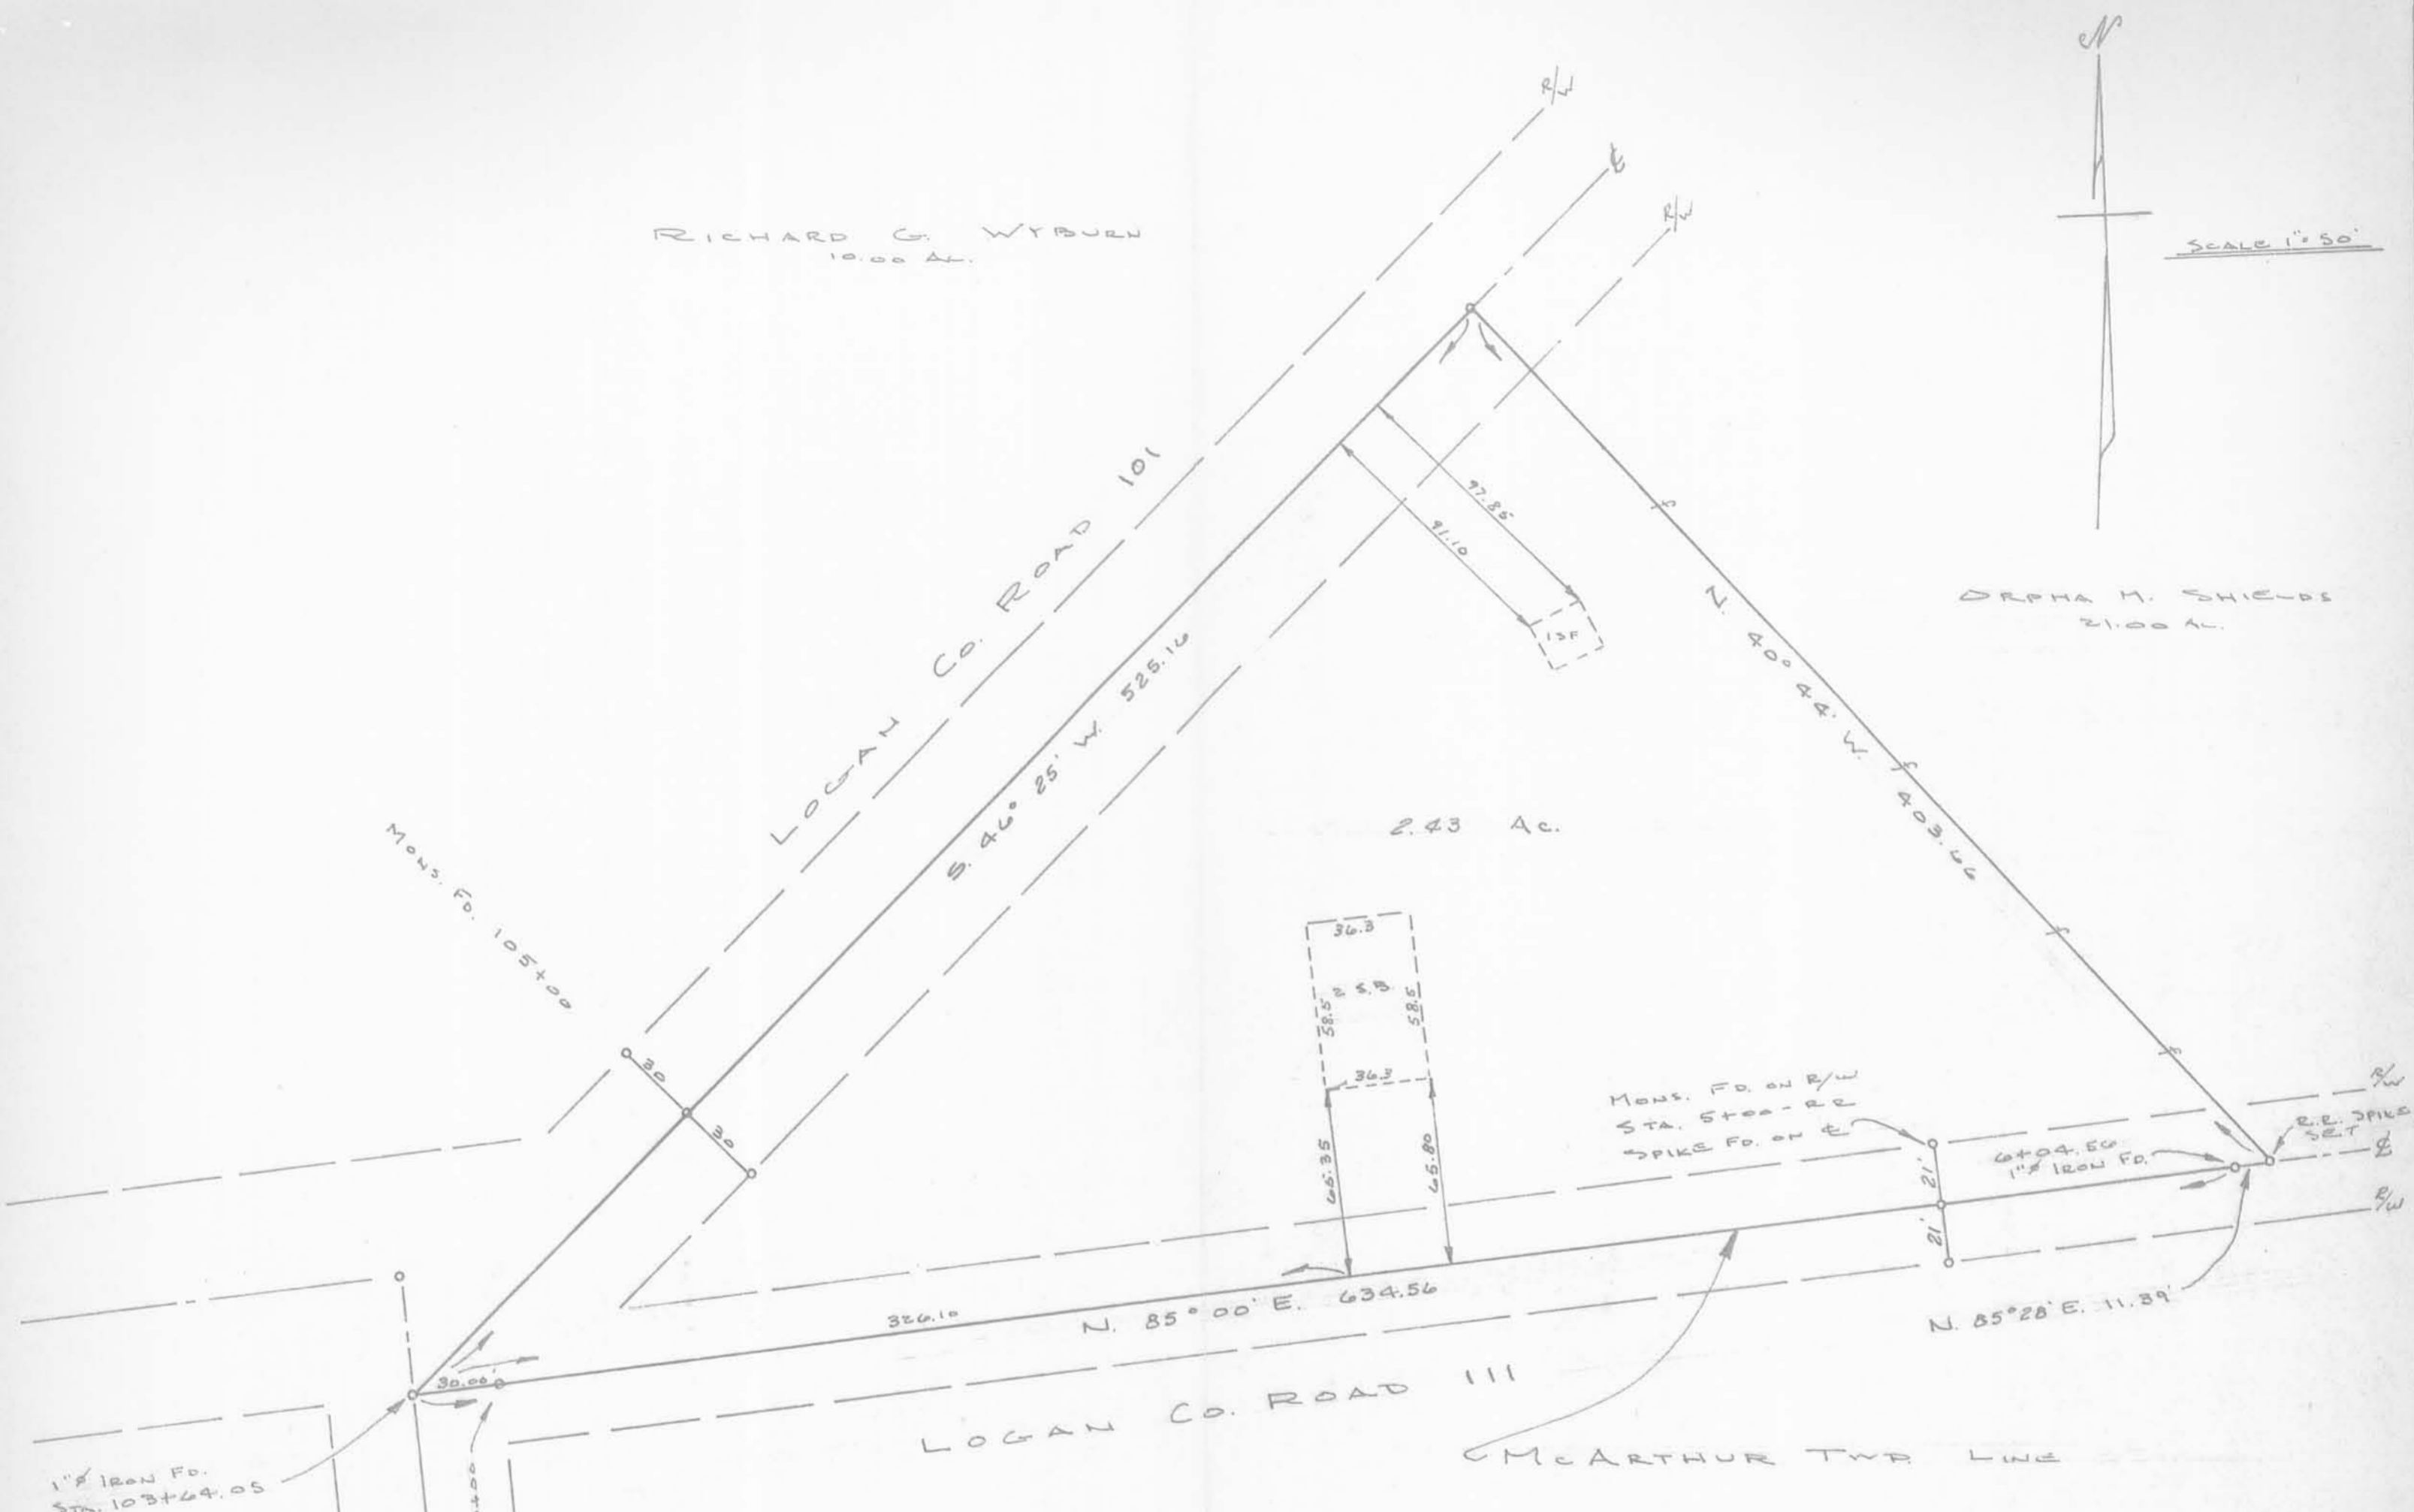 N
R/W
℄
R/W
RICHARD G. WYBURN
10.00 AC.
SCALE 1"=50'
97.85
91.10
1SF
LOGAN CO. ROAD 101
S. 46° 25' W. 525.16
N. 40° 44' W. 403.66
ORPHA M. SHIELDS
21.00 AC.
2.43 AC.
MONS. FD. 105+00
30
30
36.3
2 S.B.
58.5
58.5
36.3
65.35
65.80
MONS. FD. ON R/W
STA. 5+00 - RR
SPIKE FD. ON ℄
21'
21'
6+04.56
1"ø IRON FD.
R/W
R.R. SPIKE
SET
℄
R/W
N. 85° 28' E. 11.39'
326.10
N. 85° 00' E. 634.56
30.00'
LOGAN CO. ROAD 111
McARTHUR TWP. LINE
1"ø IRON FD.
STA. 103+64.05